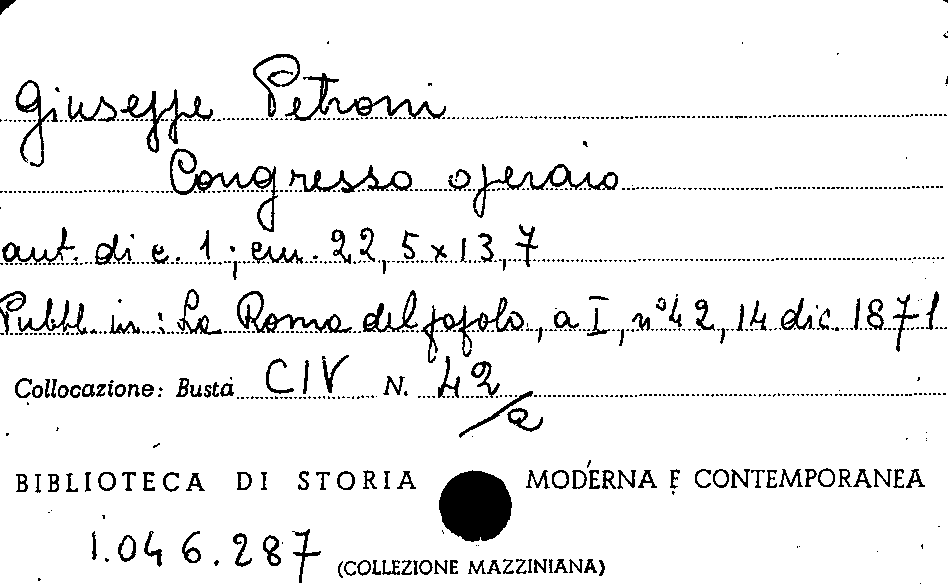 Giuseppe Petroni
Congresso operaio
aut. di c. 1; cm. 22,5 x 13,7
Pubbl. in: La Roma del popolo, a I, n° 42, 14 dic. 1871
Collocazione: Busta CIV N. 42/a
BIBLIOTECA DI STORIA MODERNA E CONTEMPORANEA
1.046.287 (COLLEZIONE MAZZINIANA)